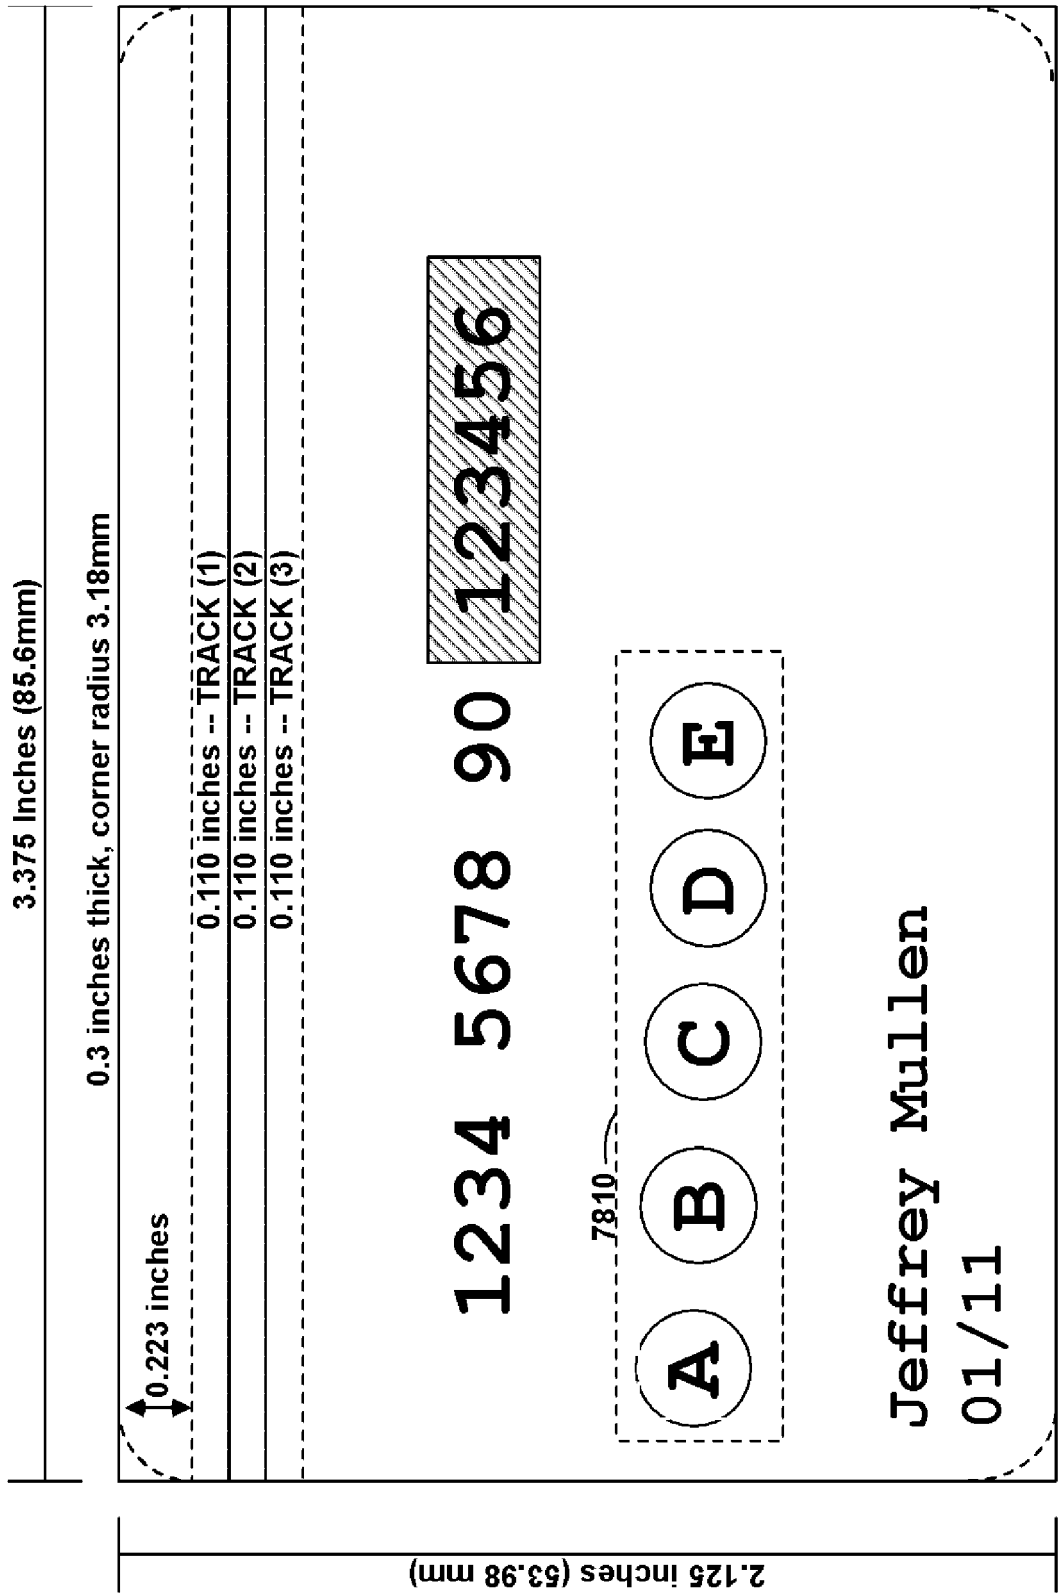 3.375 Inches (85.6mm)
0.3 inches thick, corner radius 3.18mm
0.223 inches
0.110 inches -- TRACK (1)
0.110 inches -- TRACK (2)
0.110 inches -- TRACK (3)
1234 5678 90 123456
7810
A B C D E
Jeffrey Mullen
01/11
2.125 inches (53.98 mm)